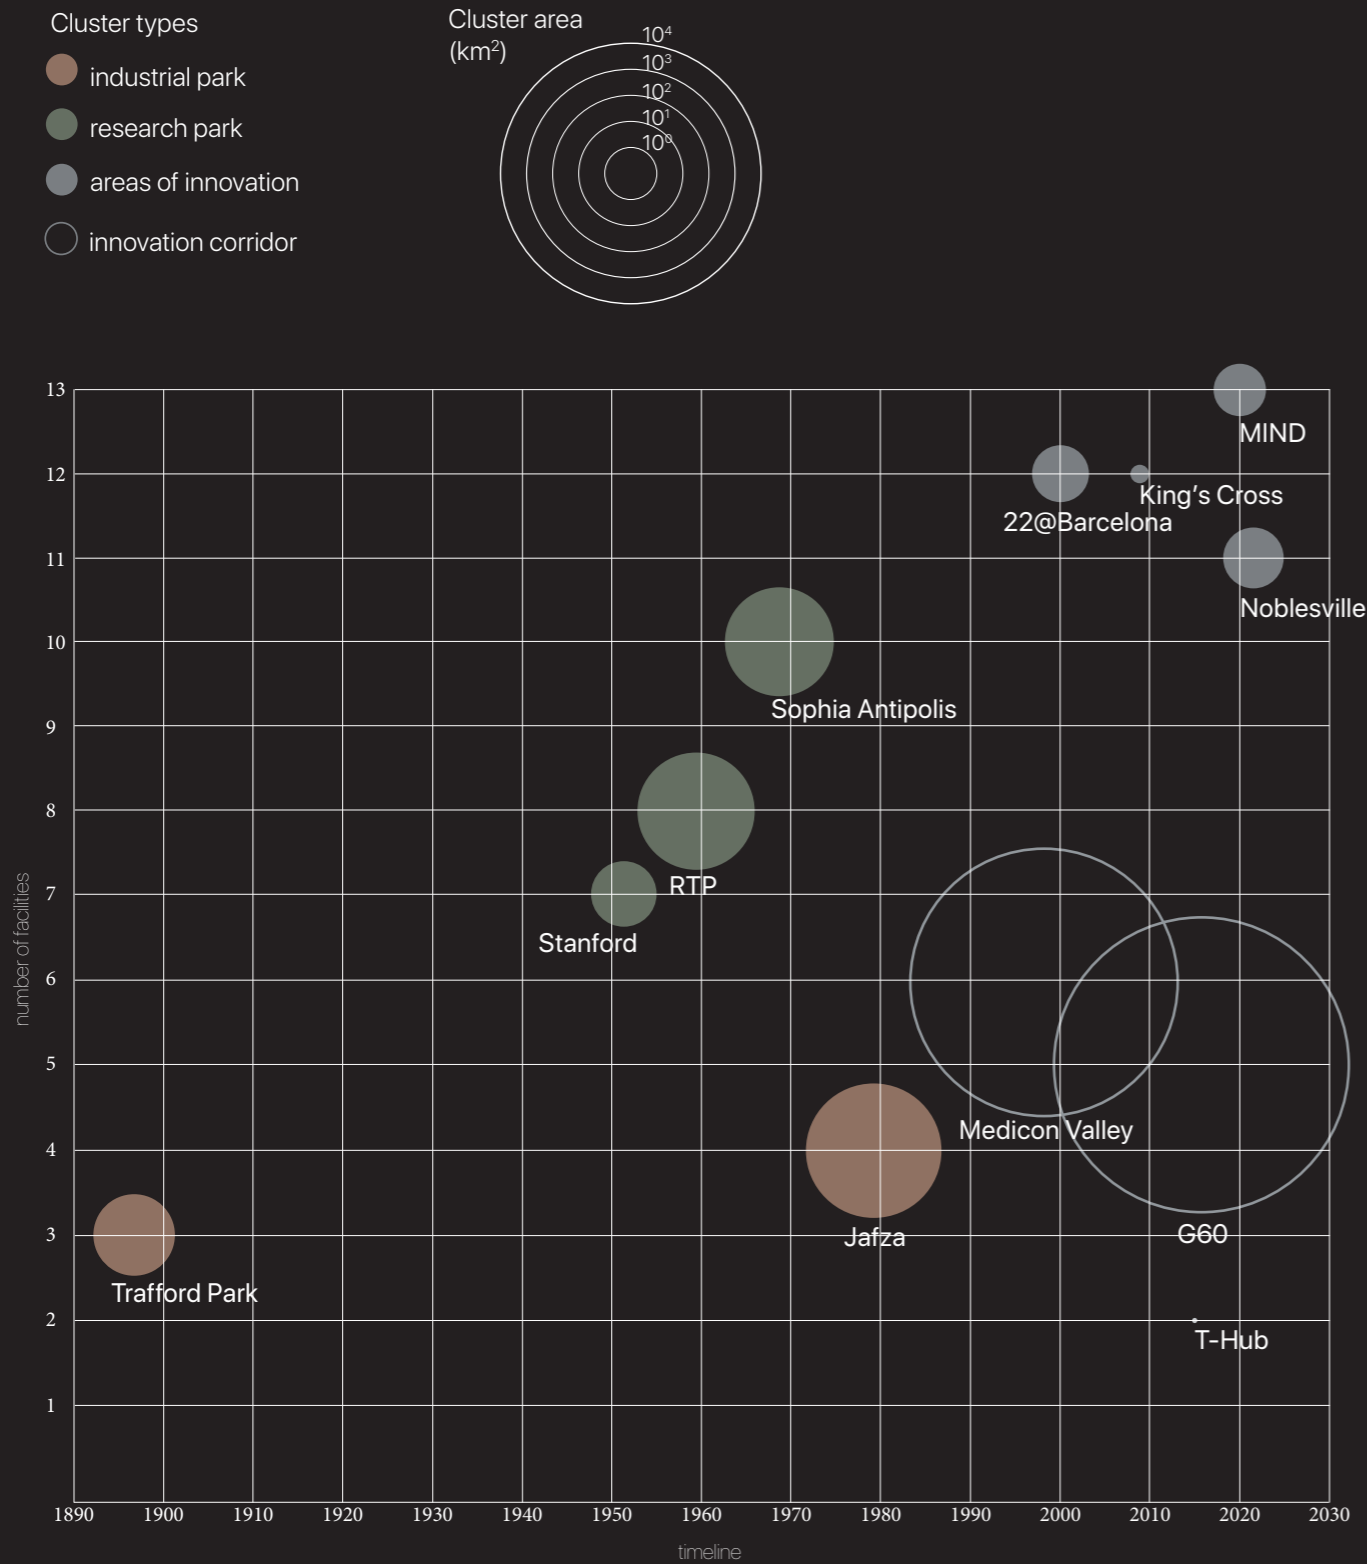 Cluster types
industrial park
research park
areas of innovation
innovation corridor
Cluster area
(km²)
10⁴
10³
10²
10¹
10⁰
13
12
11
10
9
8
7
6
5
4
3
2
1
number of facilities
MIND
King’s Cross
22@Barcelona
Noblesville
Sophia Antipolis
RTP
Stanford
Medicon Valley
Jafza
G60
Trafford Park
T-Hub
1890 1900 1910 1920 1930 1940 1950 1960 1970 1980 1990 2000 2010 2020 2030
timeline